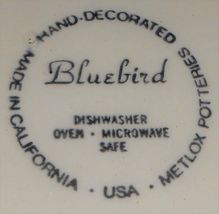 HAND-DECORATED
Bluebird
DISHWASHER
OVEN · MICROWAVE
SAFE
MADE IN CALIFORNIA · USA · METLOX POTTERIES